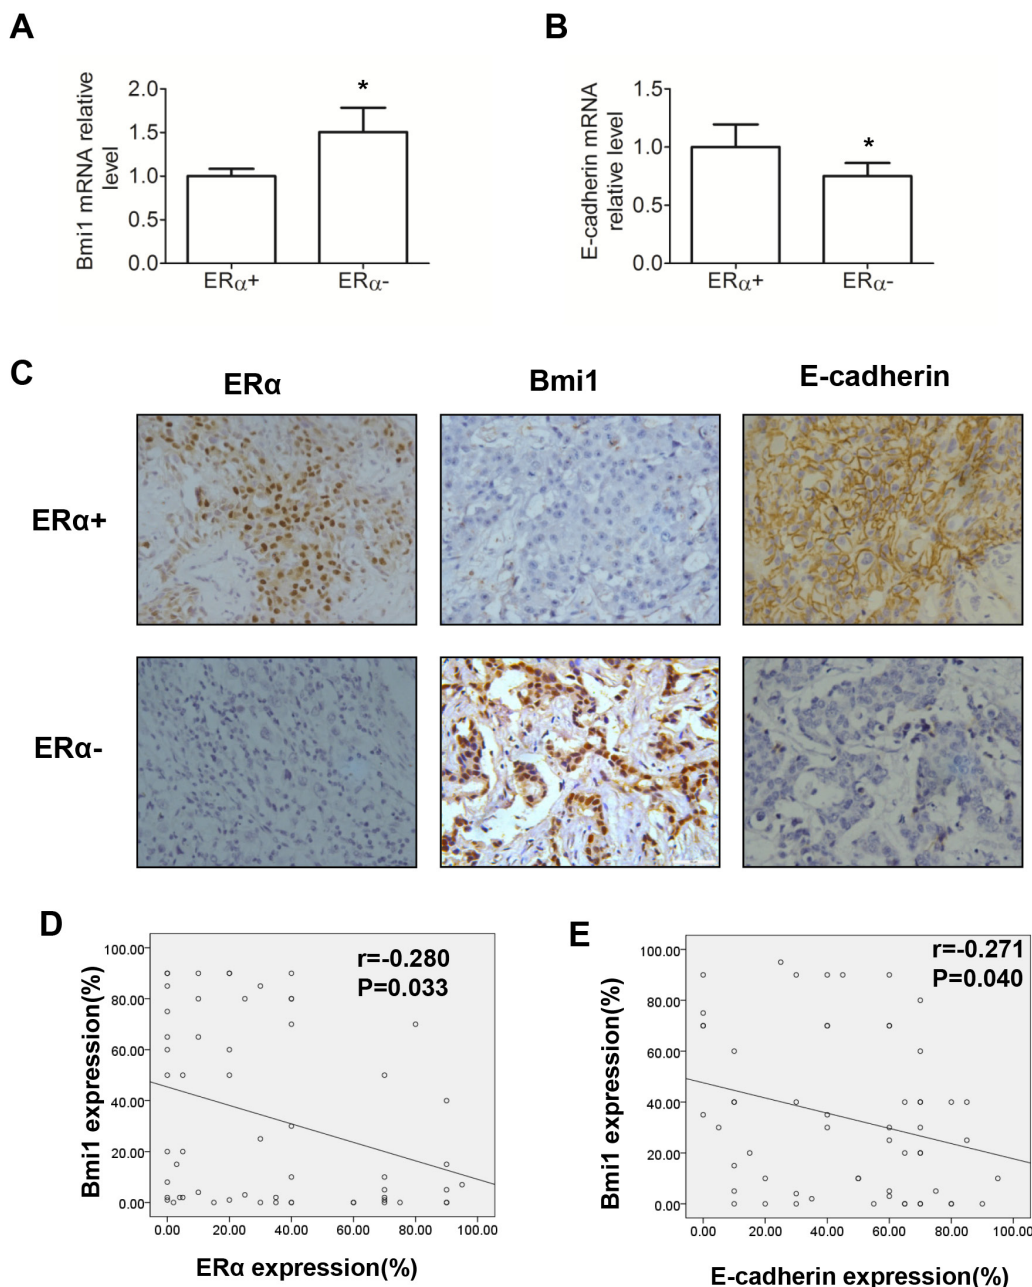 A
Bmi1 mRNA relative
level
2.0
1.5
1.0
0.5
0.0
*
ERα+
ERα-
B
E-cadherin mRNA
relative level
1.5
1.0
0.5
0.0
*
ERα+
ERα-
C
ERα
Bmi1
E-cadherin
ERα+
ERα-
D
Bmi1 expression(%)
100.00
80.00
60.00
40.00
20.00
0.00
r=-0.280
P=0.033
0.00 20.00 40.00 60.00 80.00 100.00
ERα expression(%)
E
Bmi1 expression(%)
100.00
80.00
60.00
40.00
20.00
0.00
r=-0.271
P=0.040
0.00 20.00 40.00 60.00 80.00 100.00
E-cadherin expression(%)